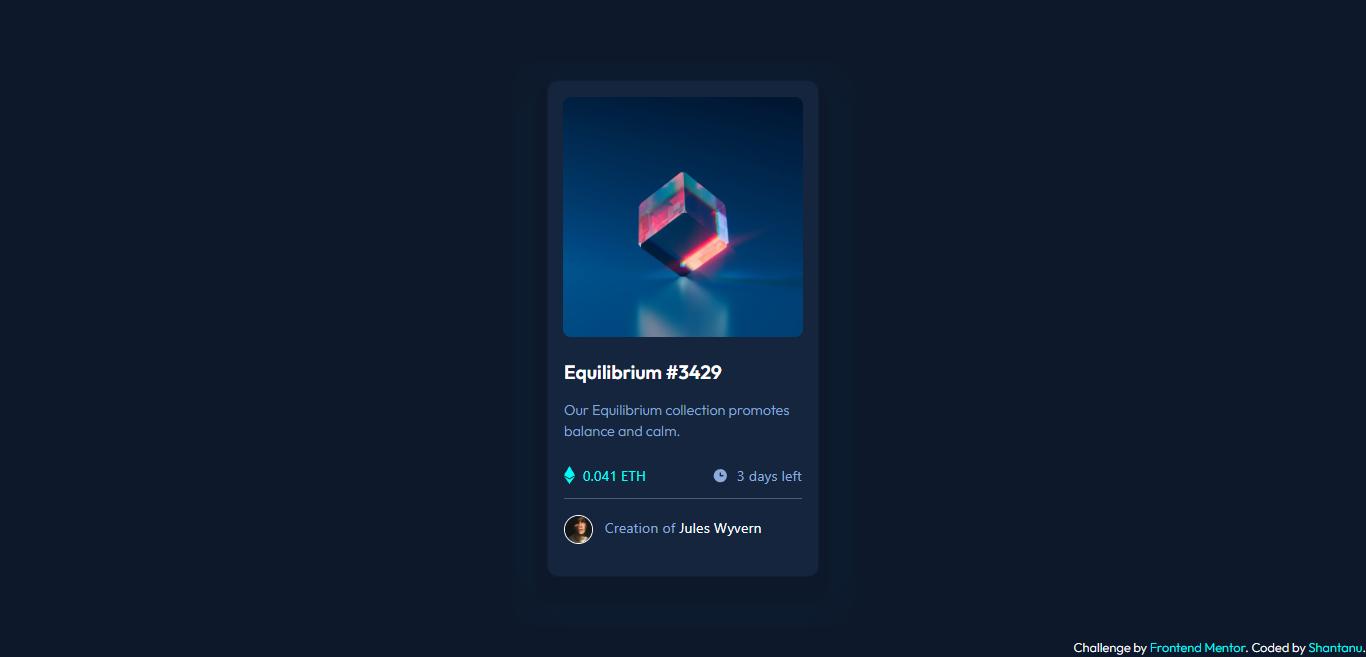 Equilibrium #3429
Our Equilibrium collection promotes
balance and calm.
0.041 ETH
3 days left
Creation of Jules Wyvern
Challenge by Frontend Mentor. Coded by Shantanu.